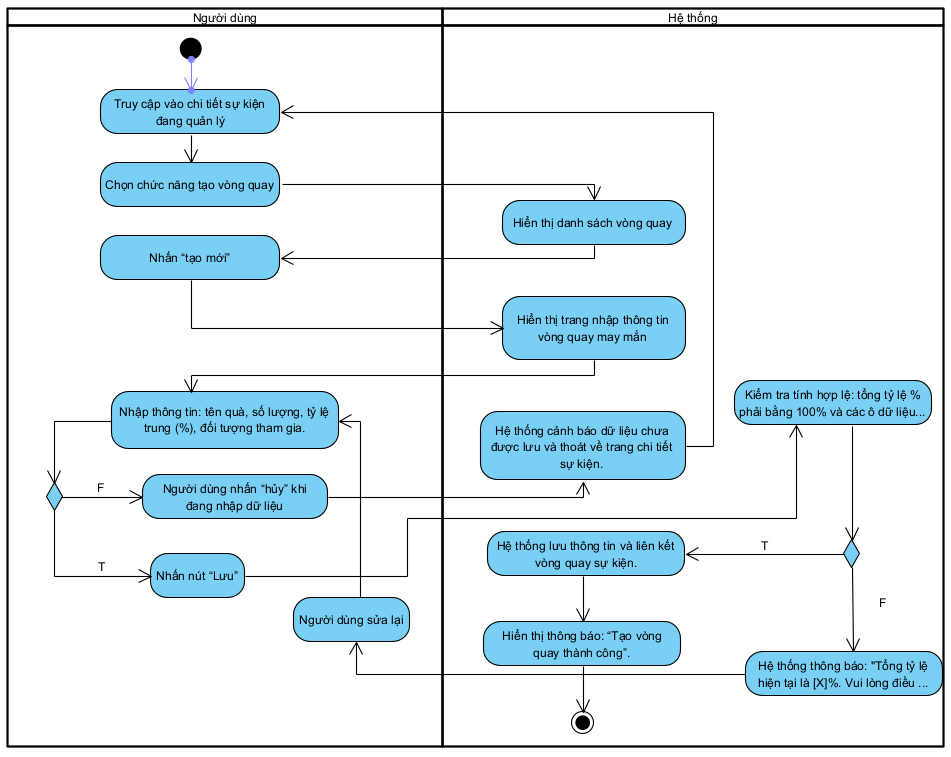 Người dùng
Hệ thống
Truy cập vào chi tiết sự kiện
đang quản lý
Chọn chức năng tạo vòng quay
Hiển thị danh sách vòng quay
Nhấn “tạo mới”
Hiển thị trang nhập thông tin
vòng quay may mắn
Nhập thông tin: tên quà, số lượng, tỷ lệ
trung (%), đối tượng tham gia.
Kiểm tra tính hợp lệ: tổng tỷ lệ %
phải bằng 100% và các ô dữ liệu...
Hệ thống cảnh báo dữ liệu chưa
được lưu và thoát về trang chi tiết
sự kiện.
F
Người dùng nhấn “hủy” khi
đang nhập dữ liệu
Hệ thống lưu thông tin và liên kết
vòng quay sự kiện.
T
T
Nhấn nút “Lưu”
F
Người dùng sửa lại
Hiển thị thông báo: “Tạo vòng
quay thành công”.
Hệ thống thông báo: "Tổng tỷ lệ
hiện tại là [X]%. Vui lòng điều ...